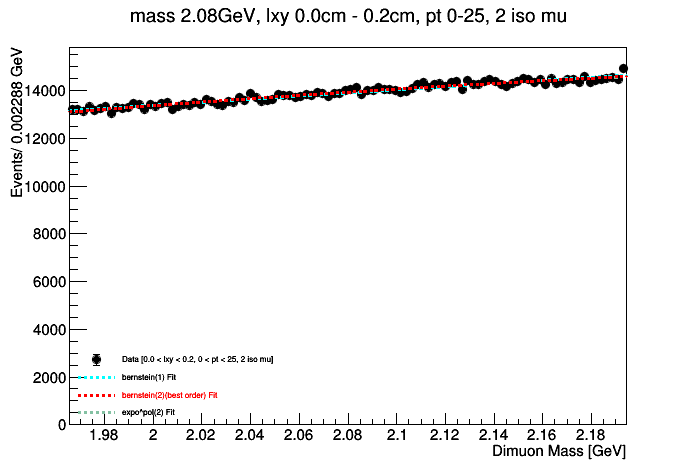 mass 2.08GeV, lxy 0.0cm - 0.2cm, pt 0-25, 2 iso mu
Events/ 0.002288 GeV
14000
12000
10000
8000
6000
4000
2000
0
Data [0.0 < lxy < 0.2, 0 < pt < 25, 2 iso mu]
bernstein(1) Fit
bernstein(2)(best order) Fit
expo*pol(2) Fit
1.98 2 2.02 2.04 2.06 2.08 2.1 2.12 2.14 2.16 2.18
Dimuon Mass [GeV]